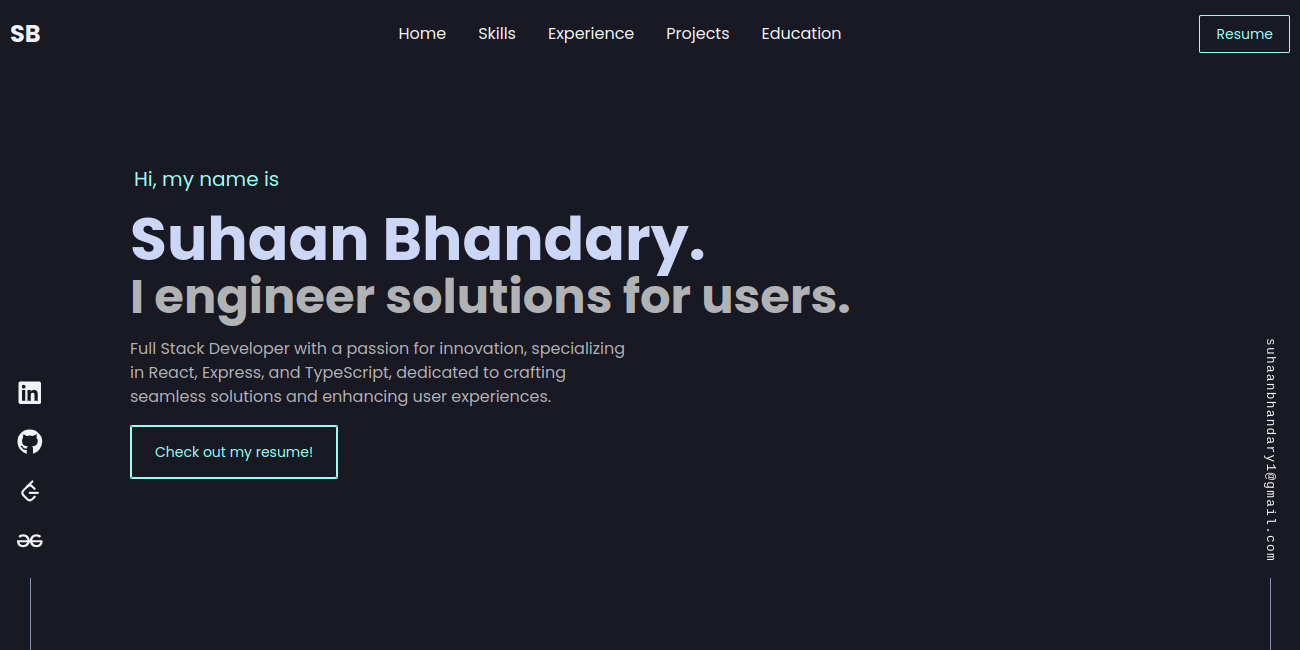 SB
Home
Skills
Experience
Projects
Education
Resume
Hi, my name is
Suhaan Bhandary.
I engineer solutions for users.
Full Stack Developer with a passion for innovation, specializing
in React, Express, and TypeScript, dedicated to crafting
seamless solutions and enhancing user experiences.
Check out my resume!
in
suhaanbhandary1@gmail.com